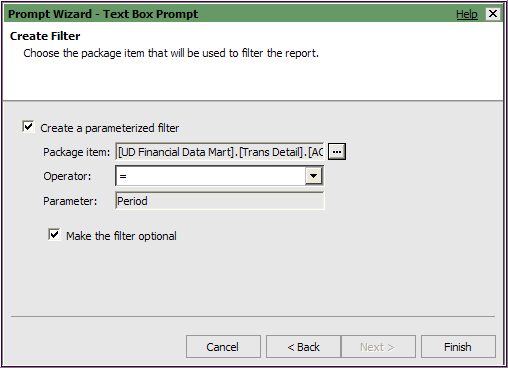 Prompt Wizard - Text Box Prompt Help
Create Filter
Choose the package item that will be used to filter the report.
Create a parameterized filter
Package item: [UD Financial Data Mart].[Trans Detail].[AC ...
Operator: =
Parameter: Period
Make the filter optional
Cancel < Back Next > Finish